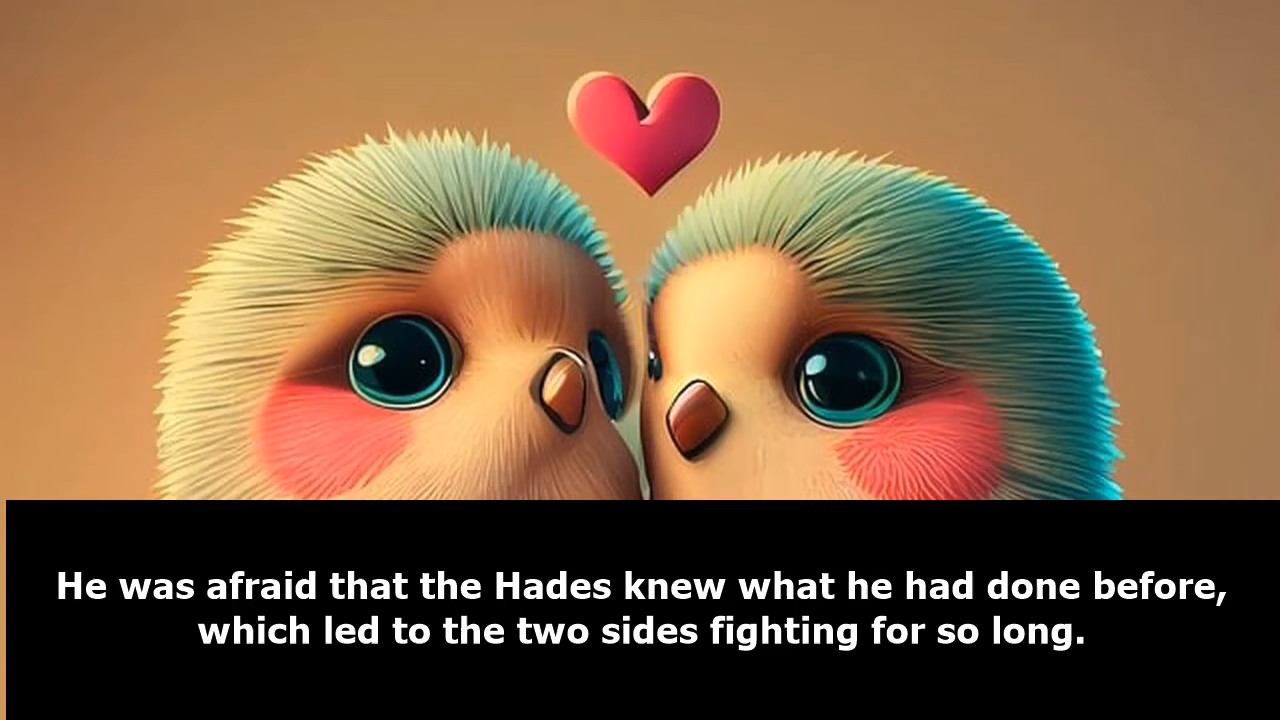 He was afraid that the Hades knew what he had done before,
which led to the two sides fighting for so long.